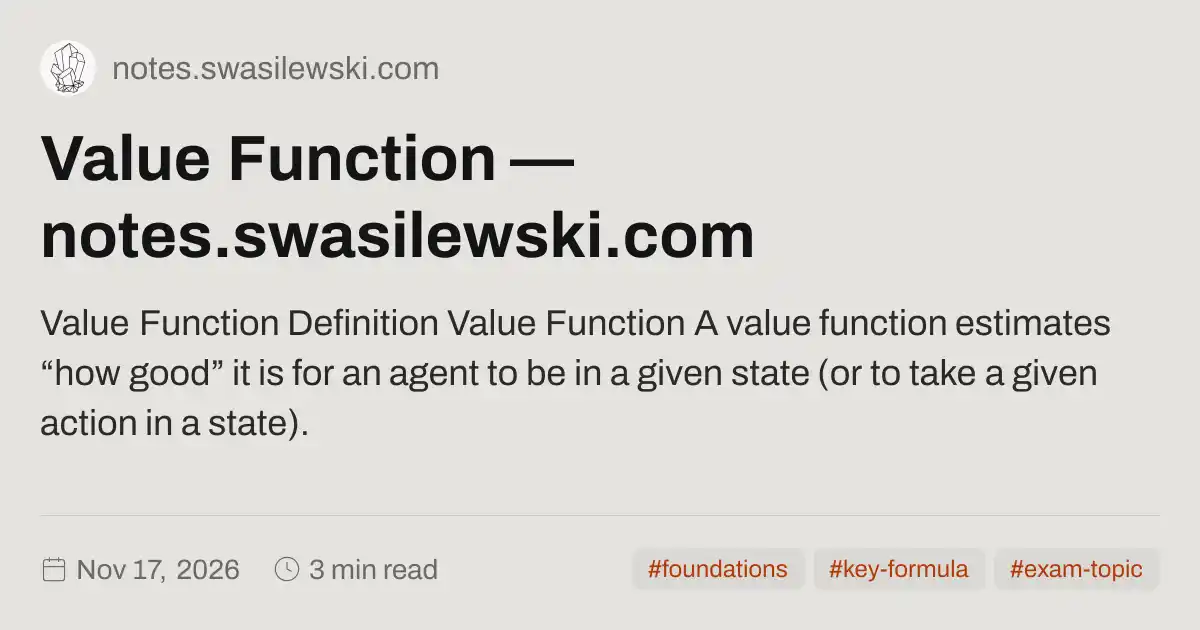 notes.swasilewski.com
Value Function —
notes.swasilewski.com
Value Function Definition Value Function A value function estimates
“how good” it is for an agent to be in a given state (or to take a given
action in a state).
Nov 17, 2026 3 min read #foundations #key-formula #exam-topic